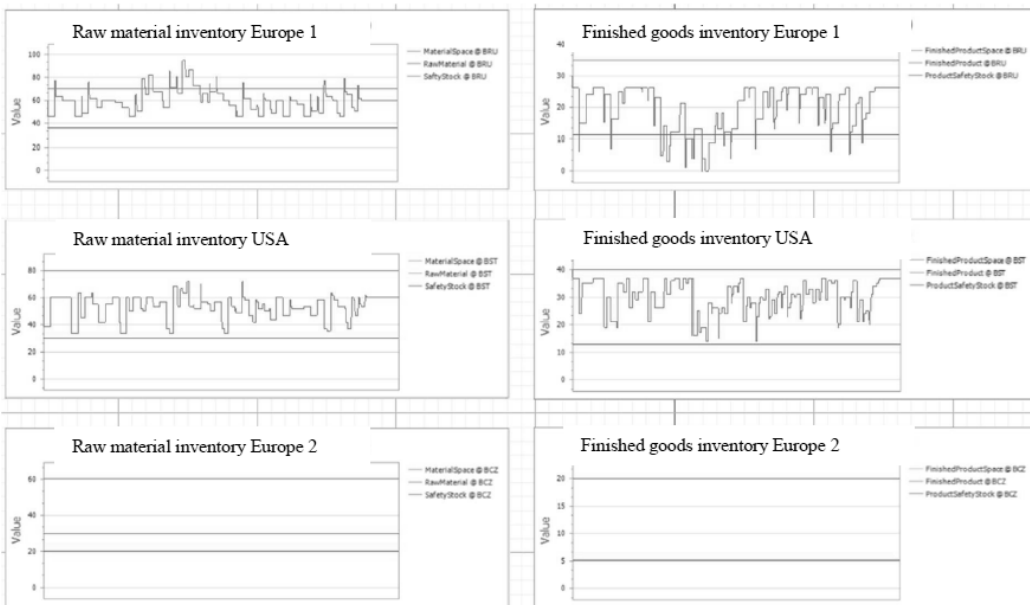 Raw material inventory Europe 1
Value
100
80
60
40
20
0
MaterialSpace @ BRU
RawMaterial @ BRU
SaftyStock @ BRU
Finished goods inventory Europe 1
Value
40
30
20
10
0
FinishedProductSpace @ BRU
FinishedProduct @ BRU
ProductSafetyStock @ BRU
Raw material inventory USA
Value
80
60
40
20
0
MaterialSpace @ BST
RawMaterial @ BST
SafetyStock @ BST
Finished goods inventory USA
Value
40
30
20
10
0
FinishedProductSpace @ BST
FinishedProduct @ BST
ProductSafetyStock @ BST
Raw material inventory Europe 2
Value
60
40
20
0
MaterialSpace @ BCZ
RawMaterial @ BCZ
SafetyStock @ BCZ
Finished goods inventory Europe 2
Value
20
15
10
5
0
FinishedProductSpace @ BCZ
FinishedProduct @ BCZ
ProductSafetyStock @ BCZ